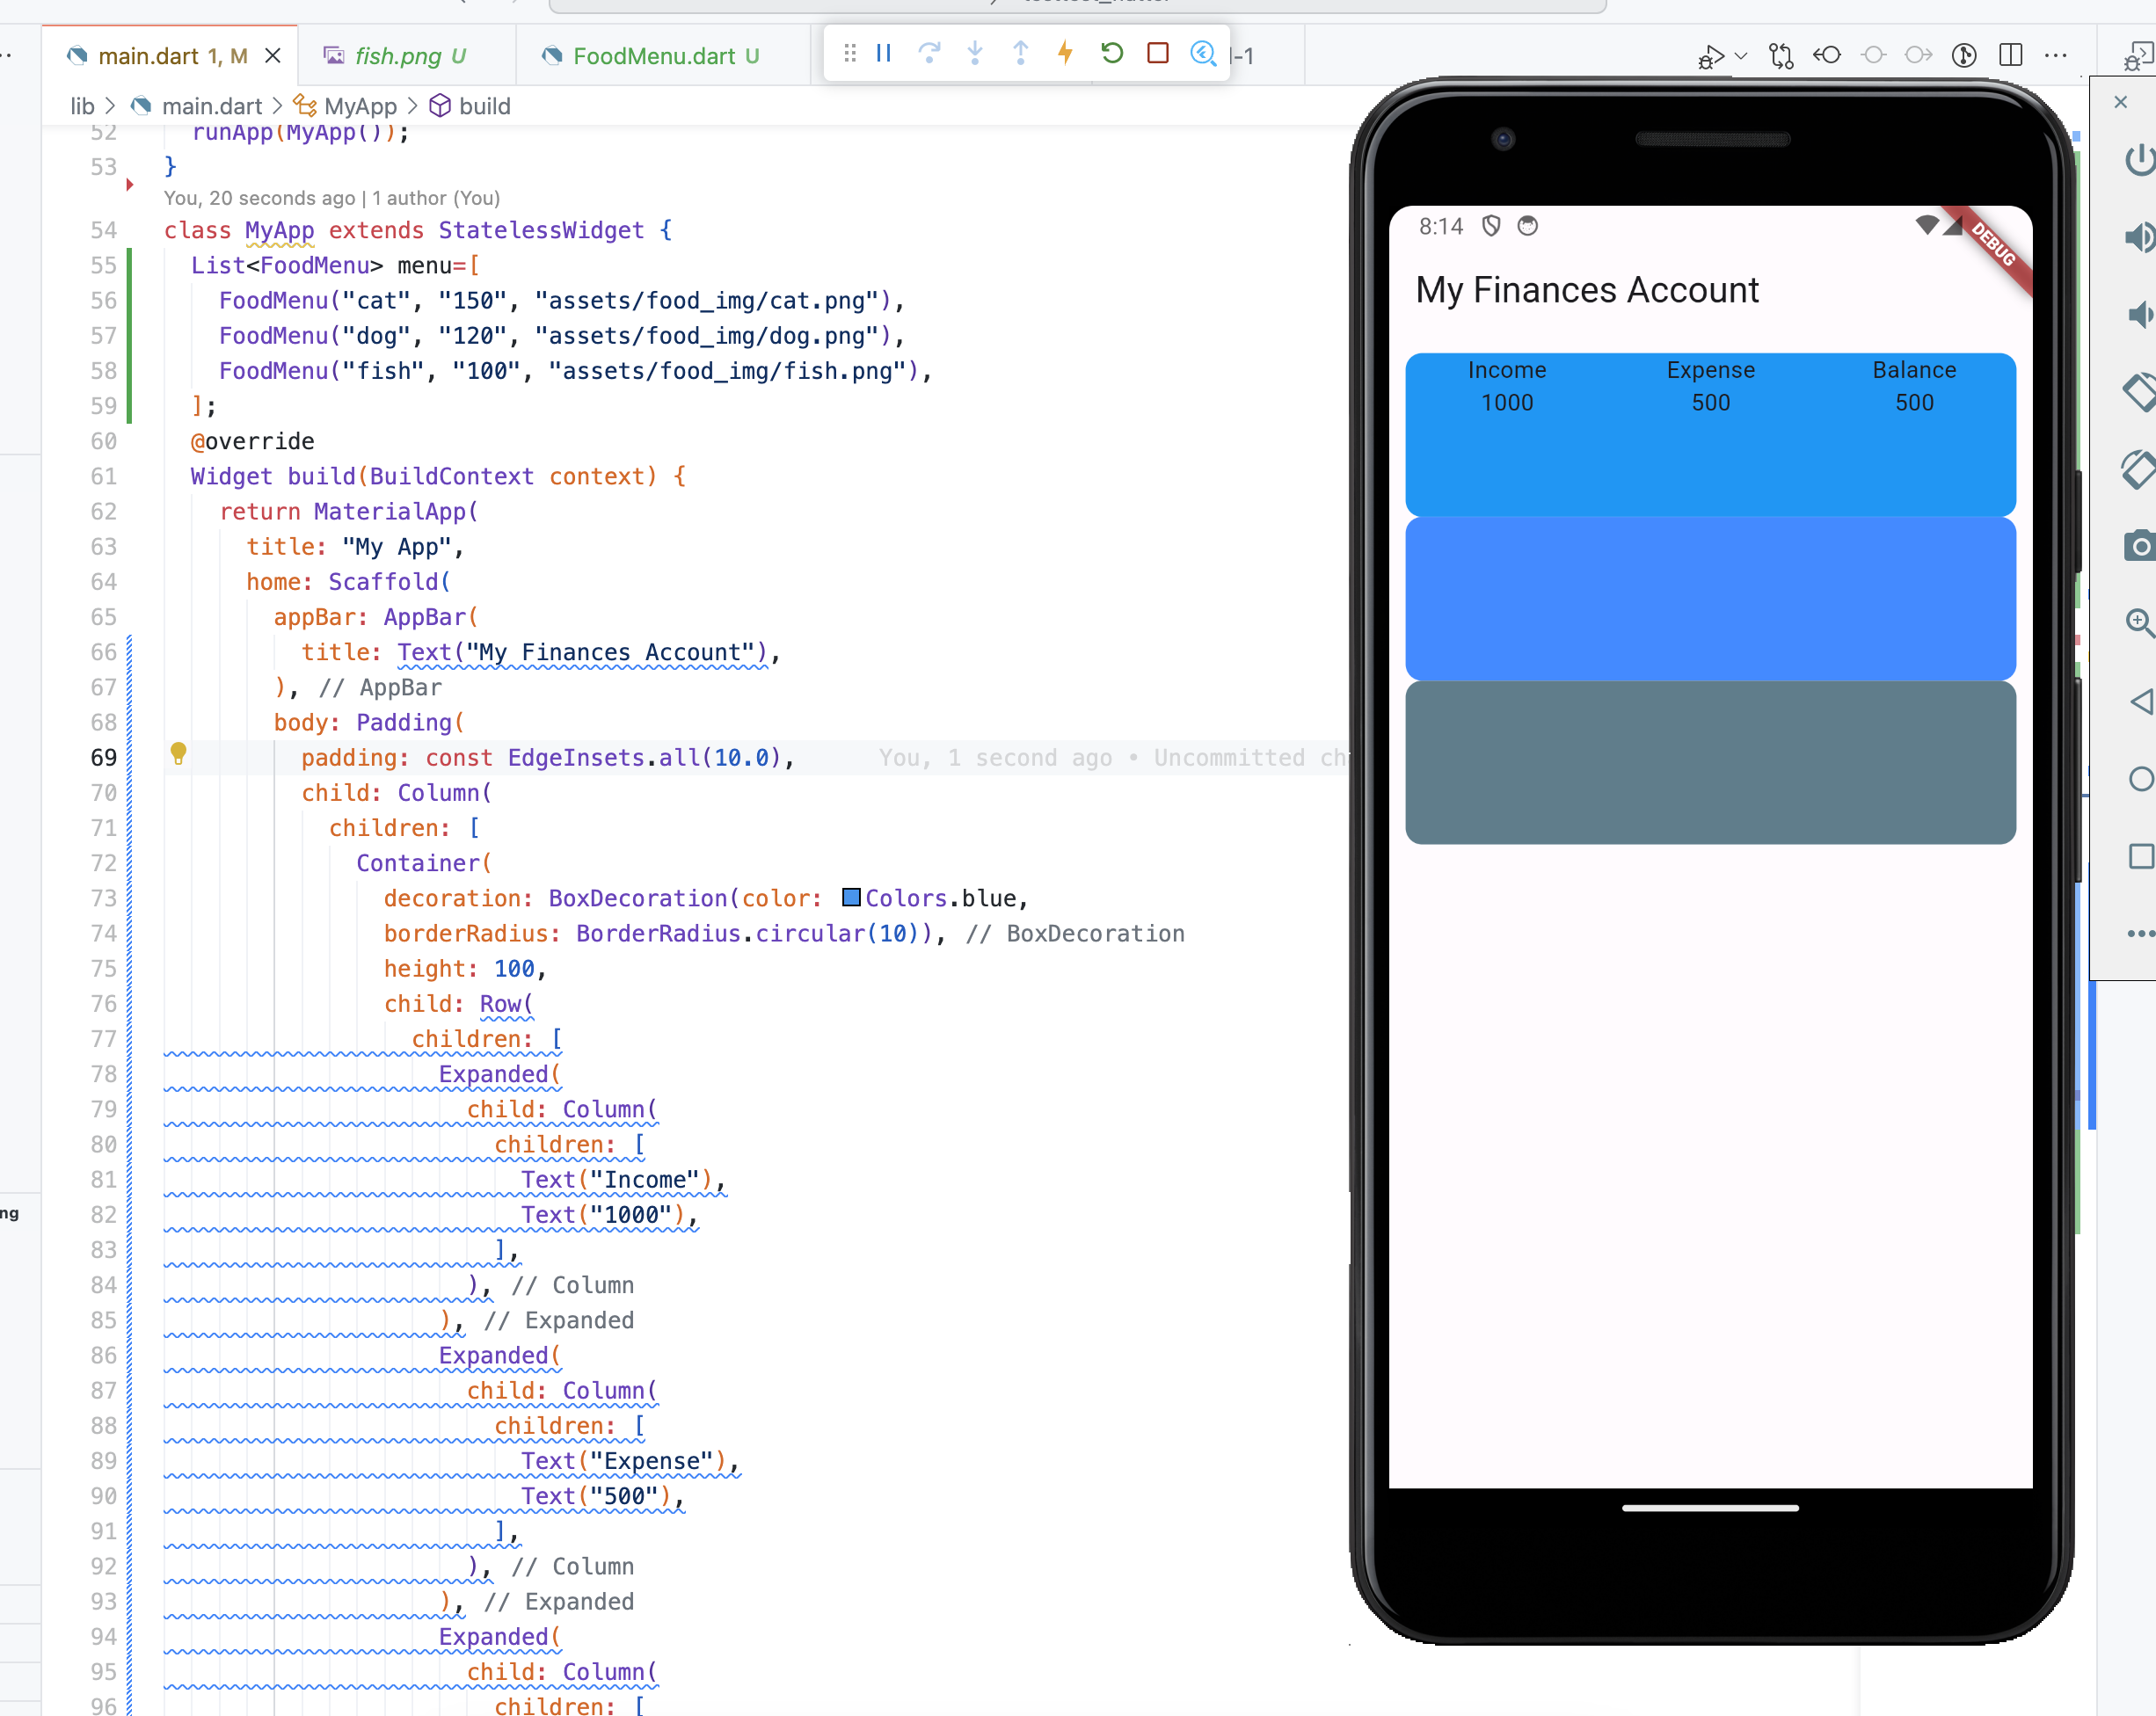 main.dart 1, M
fish.png U
FoodMenu.dart U
-1
lib > main.dart > MyApp > build
52 runApp(MyApp());
53 }
You, 20 seconds ago | 1 author (You)
54 class MyApp extends StatelessWidget {
55 List<FoodMenu> menu=[
56 FoodMenu("cat", "150", "assets/food_img/cat.png"),
57 FoodMenu("dog", "120", "assets/food_img/dog.png"),
58 FoodMenu("fish", "100", "assets/food_img/fish.png"),
59 ];
60 @override
61 Widget build(BuildContext context) {
62 return MaterialApp(
63 title: "My App",
64 home: Scaffold(
65 appBar: AppBar(
66 title: Text("My Finances Account"),
67 ), // AppBar
68 body: Padding(
69 padding: const EdgeInsets.all(10.0), You, 1 second ago • Uncommitted ch
70 child: Column(
71 children: [
72 Container(
73 decoration: BoxDecoration(color: Colors.blue,
74 borderRadius: BorderRadius.circular(10)), // BoxDecoration
75 height: 100,
76 child: Row(
77 children: [
78 Expanded(
79 child: Column(
80 children: [
81 Text("Income"),
82 Text("1000"),
83 ],
84 ), // Column
85 ), // Expanded
86 Expanded(
87 child: Column(
88 children: [
89 Text("Expense"),
90 Text("500"),
91 ],
92 ), // Column
93 ), // Expanded
94 Expanded(
95 child: Column(
96 children: [
ng
8:14
DEBUG
My Finances Account
Income Expense Balance
1000 500 500